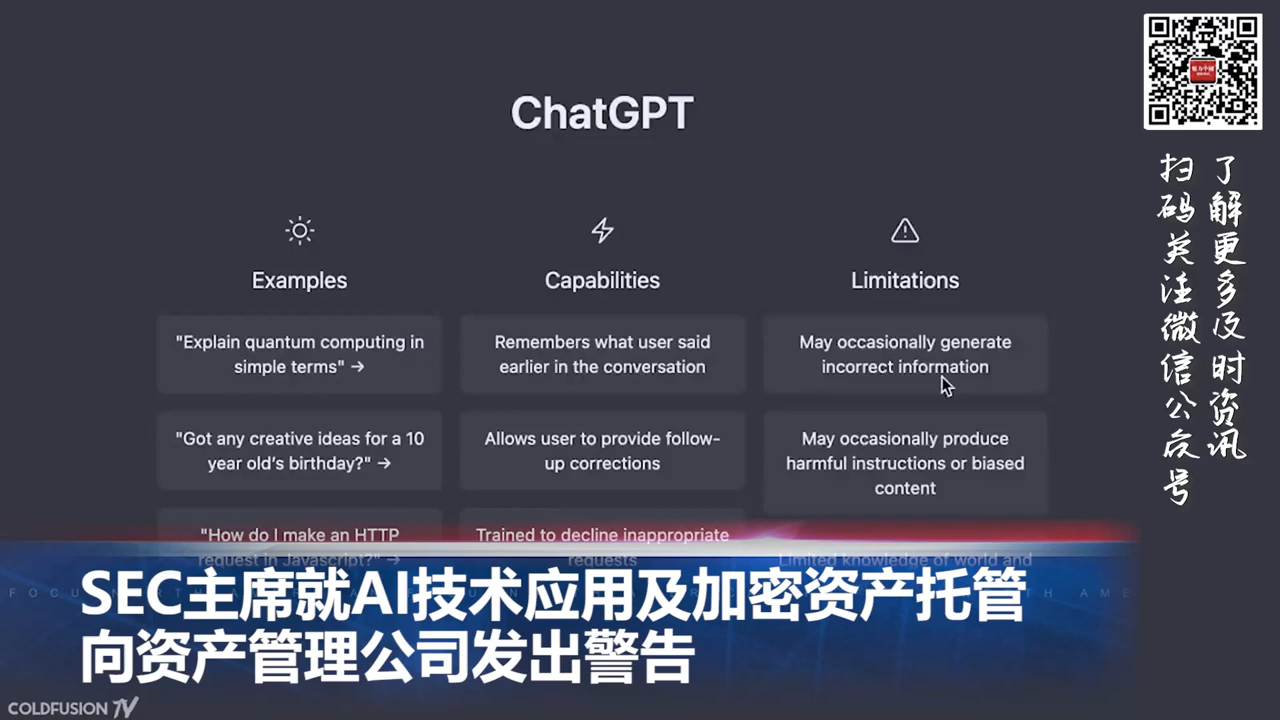 ChatGPT
Examples
"Explain quantum computing in
simple terms" →
"Got any creative ideas for a 10
year old's birthday?" →
"How do I make an HTTP
request in Javascript?" →
Capabilities
Remembers what user said
earlier in the conversation
Allows user to provide follow-
up corrections
Trained to decline inappropriate
requests
Limitations
May occasionally generate
incorrect information
May occasionally produce
harmful instructions or biased
content
Limited knowledge of world and
了解更多及时资讯
扫码关注微信公众号
SEC主席就AI技术应用及加密资产托管
向资产管理公司发出警告
COLDFUSION TV